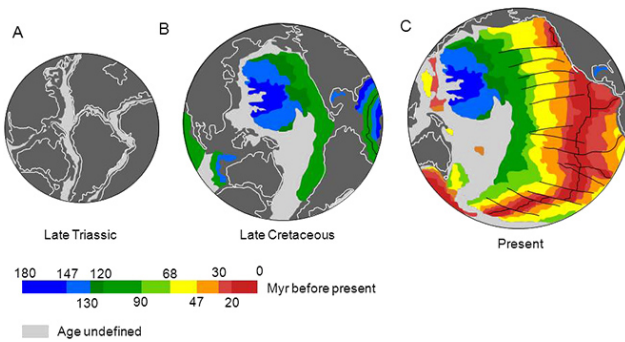 A
B
C
Late Triassic
Late Cretaceous
Present
180 147 120 68 30 0
Myr before present
130 90 47 20
Age undefined